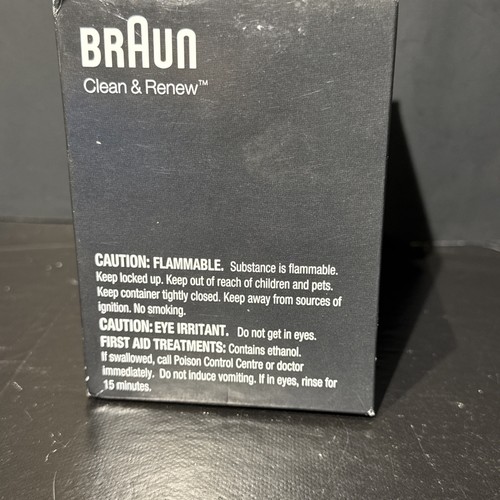 BRAUN
Clean & Renew™
CAUTION: FLAMMABLE. Substance is flammable.
Keep locked up. Keep out of reach of children and pets.
Keep container tightly closed. Keep away from sources of
ignition. No smoking.
CAUTION: EYE IRRITANT. Do not get in eyes.
FIRST AID TREATMENTS: Contains ethanol.
If swallowed, call Poison Control Centre or doctor
immediately. Do not induce vomiting. If in eyes, rinse for
15 minutes.